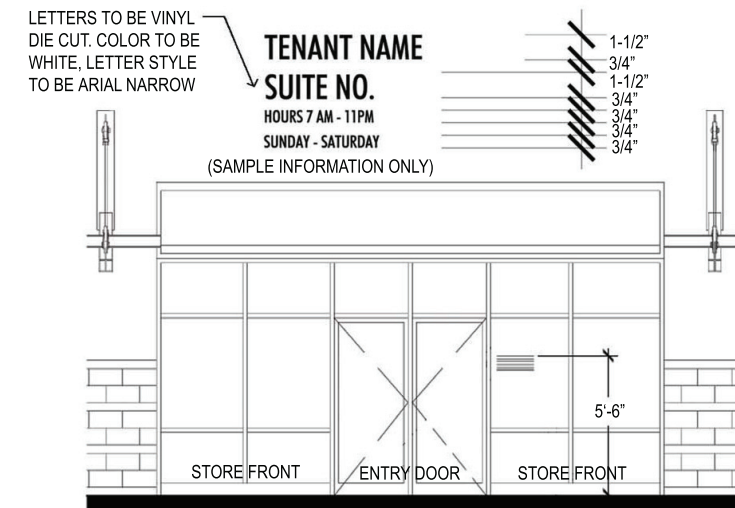 LETTERS TO BE VINYL
DIE CUT. COLOR TO BE
WHITE, LETTER STYLE
TO BE ARIAL NARROW
TENANT NAME
SUITE NO.
HOURS 7 AM - 11PM
SUNDAY - SATURDAY
(SAMPLE INFORMATION ONLY)
1-1/2”
3/4”
1-1/2”
3/4”
3/4”
3/4”
3/4”
5‘-6”
STORE FRONT
ENTRY DOOR
STORE FRONT